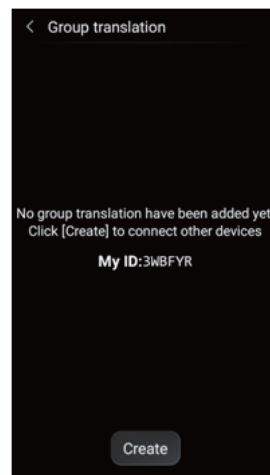 Group translation
No group translation have been added yet
Click [Create] to connect other devices
My ID:3WBFYR
Create